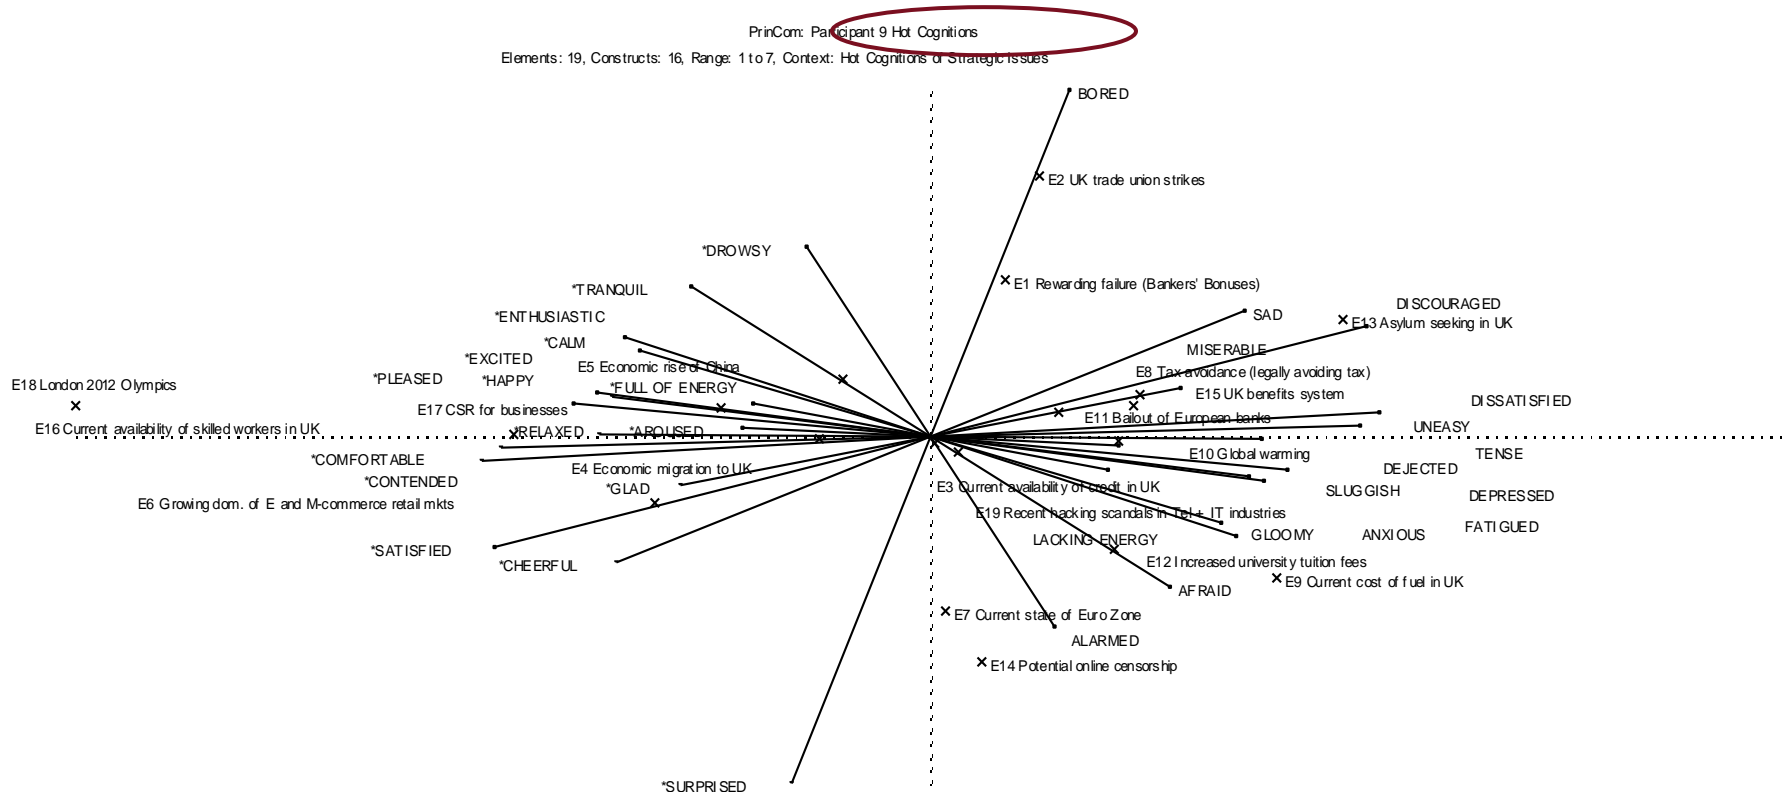 PrinCom: Participant 9 Hot Cognitions
Elements: 19, Constructs: 16, Range: 1 to 7, Context: Hot Cognitions of Strategic Issues
BORED
E2 UK trade union strikes
*DROWSY
E1 Rewarding failure (Bankers' Bonuses)
*TRANQUIL
DISCOURAGED
*ENTHUSIASTIC
SAD
E13 Asylum seeking in UK
*CALM
MISERABLE
*EXCITED
E5 Economic rise of China
E8 Tax avoidance (legally avoiding tax)
*PLEASED
*HAPPY
E18 London 2012 Olympics
*FULL OF ENERGY
E15 UK benefits system
DISSATISFIED
E17 CSR for businesses
E11 Bailout of European banks
UNEASY
E16 Current availability of skilled workers in UK
*RELAXED
*AROUSED
E10 Global warming
TENSE
*COMFORTABLE
E4 Economic migration to UK
DEJECTED
*CONTENDED
*GLAD
E3 Current availability of credit in UK
SLUGGISH
DEPRESSED
E6 Growing dom. of E and M-commerce retail mkts
E19 Recent hacking scandals in Tel + IT industries
FATIGUED
LACKING ENERGY
GLOOMY
ANXIOUS
*SATISFIED
*CHEERFUL
E12 Increased university tuition fees
E9 Current cost of fuel in UK
AFRAID
E7 Current state of Euro Zone
ALARMED
E14 Potential online censorship
*SURPRISED